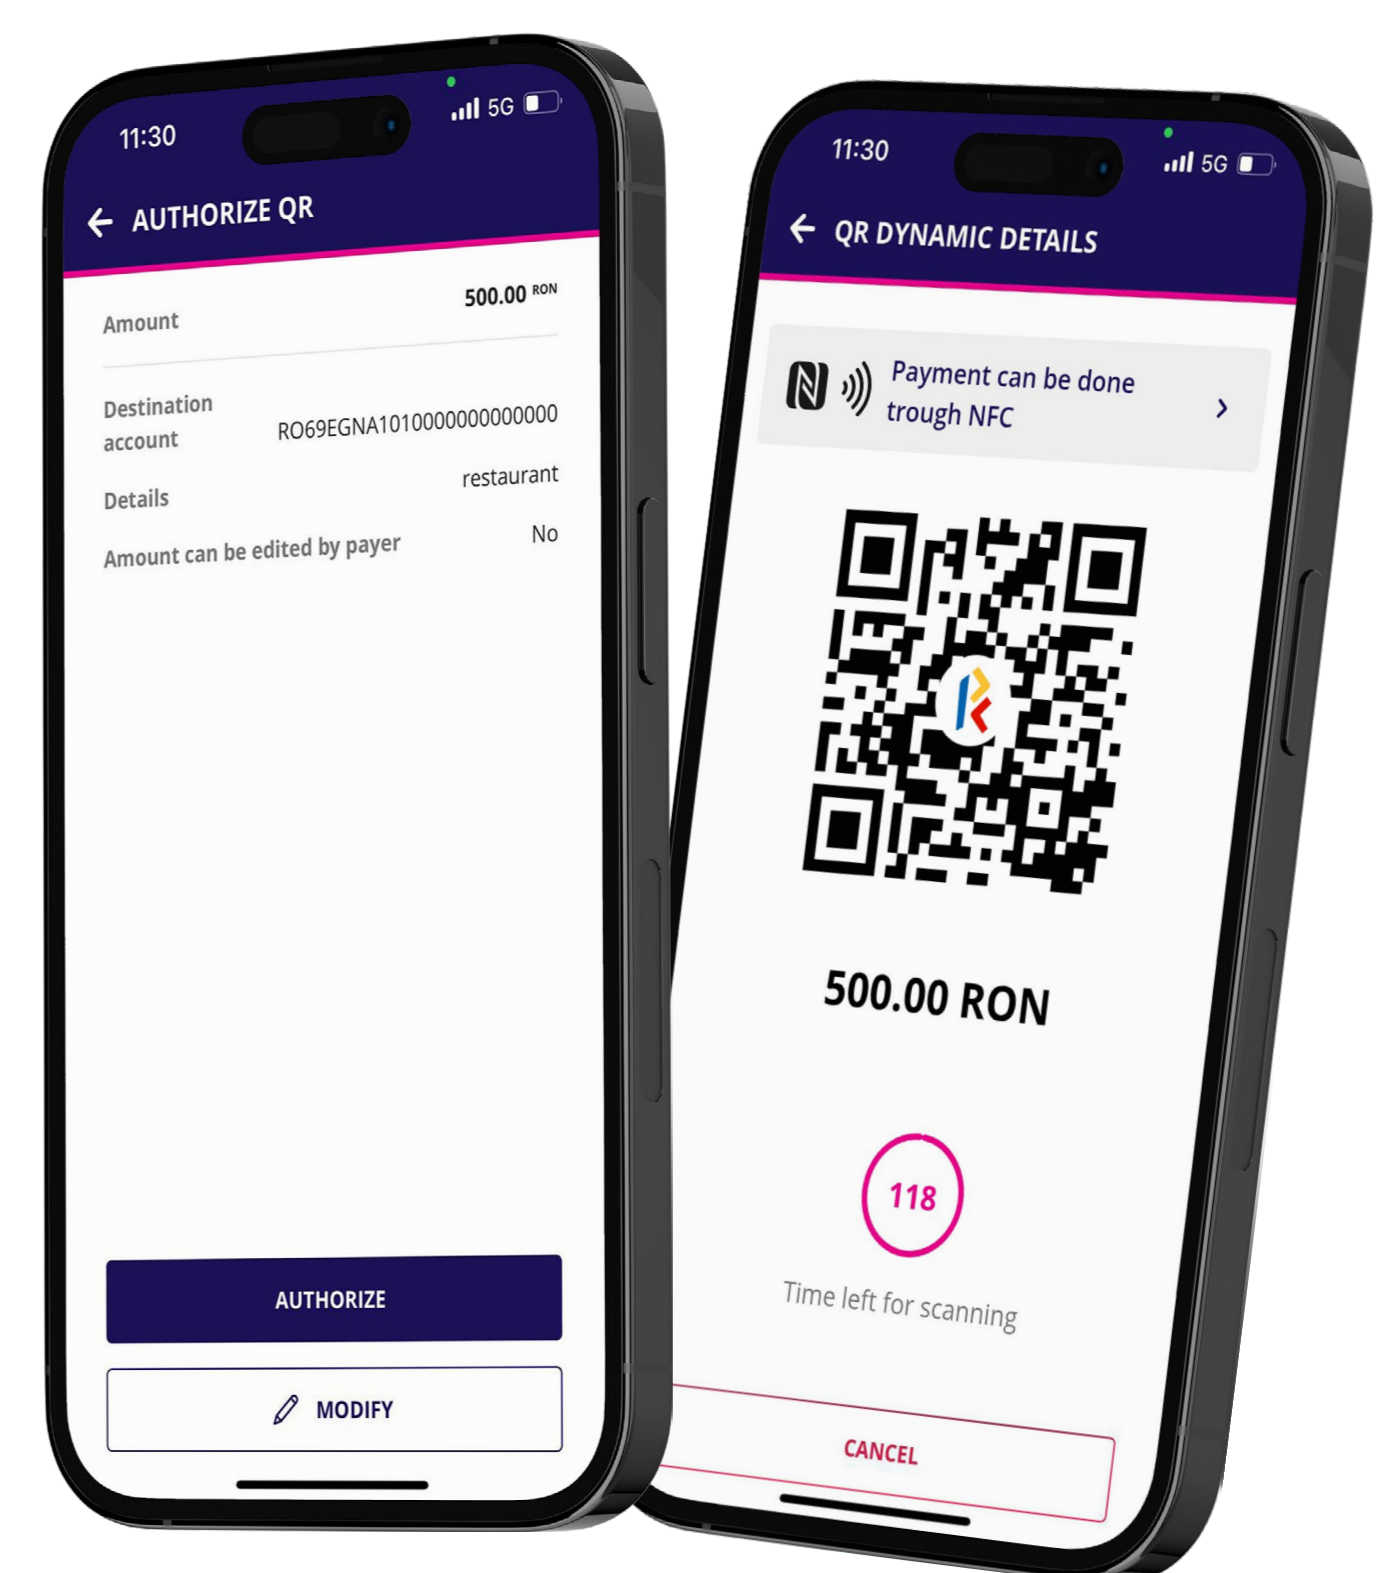 11:30
5G
AUTHORIZE QR
Amount
500.00 RON
Destination
account
RO69EGNA1010000000000000
Details
restaurant
Amount can be edited by payer
No
AUTHORIZE
MODIFY
11:30
5G
QR DYNAMIC DETAILS
Payment can be done
trough NFC
500.00 RON
118
Time left for scanning
CANCEL